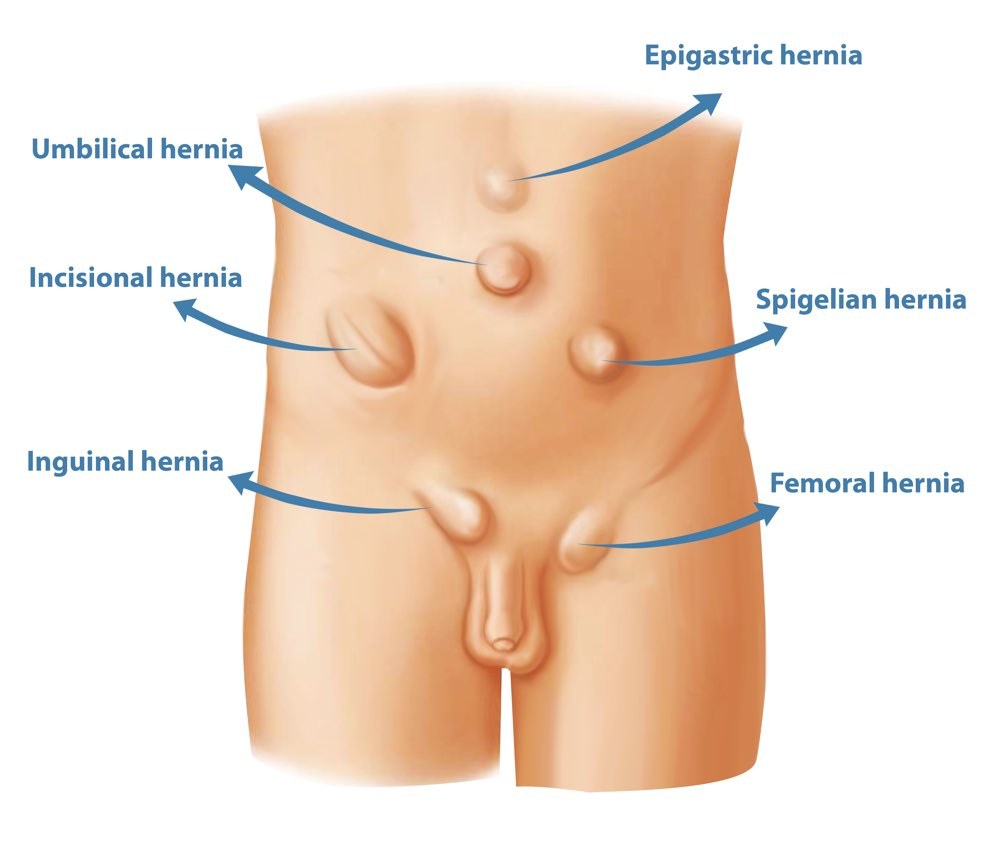 Epigastric hernia
Umbilical hernia
Incisional hernia
Spigelian hernia
Inguinal hernia
Femoral hernia